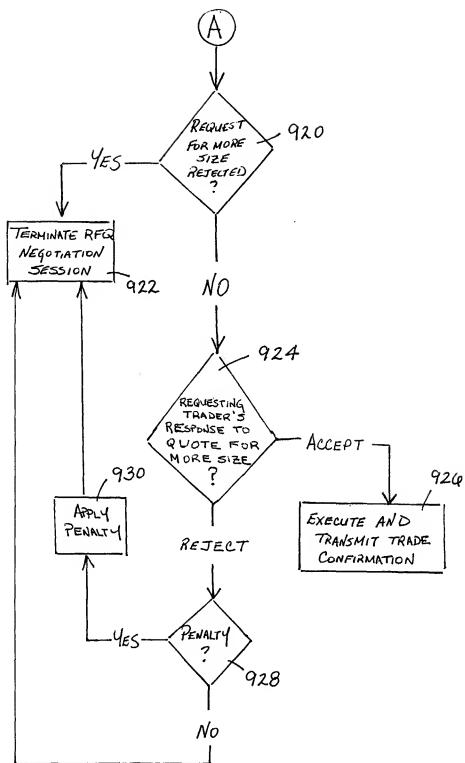 A
REQUEST
FOR MORE
SIZE
REJECTED
?
920
YES
TERMINATE RFQ
NEGOTIATION
SESSION
922
NO
924
REQUESTING
TRADER'S
RESPONSE TO
QUOTE FOR
MORE SIZE
?
ACCEPT
926
EXECUTE AND
TRANSMIT TRADE
CONFIRMATION
930
APPLY
PENALTY
REJECT
YES
PENALTY
?
928
NO